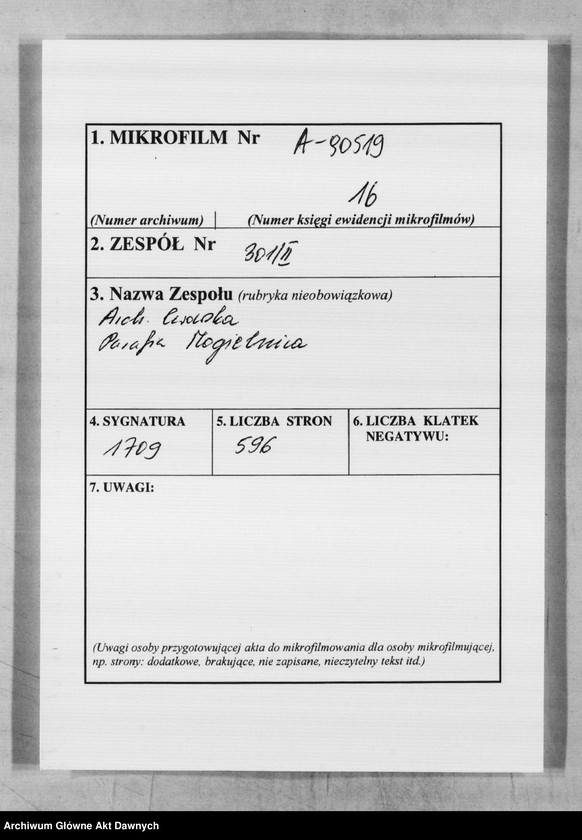 1. MIKROFILM Nr A-30519
16
(Numer archiwum) (Numer księgi ewidencji mikrofilmów)
2. ZESPÓŁ Nr 301/II
3. Nazwa Zespołu (rubryka nieobowiązkowa)
Arch.
Parafia Mogielnica
4. SYGNATURA 5. LICZBA STRON 6. LICZBA KLATEK
NEGATYWU:
1709 596
7. UWAGI:
(Uwagi osoby przygotowującej akta do mikrofilmowania dla osoby mikrofilmującej,
np. strony: dodatkowe, brakujące, nie zapisane, nieczytelny tekst itd.)
Archiwum Główne Akt Dawnych